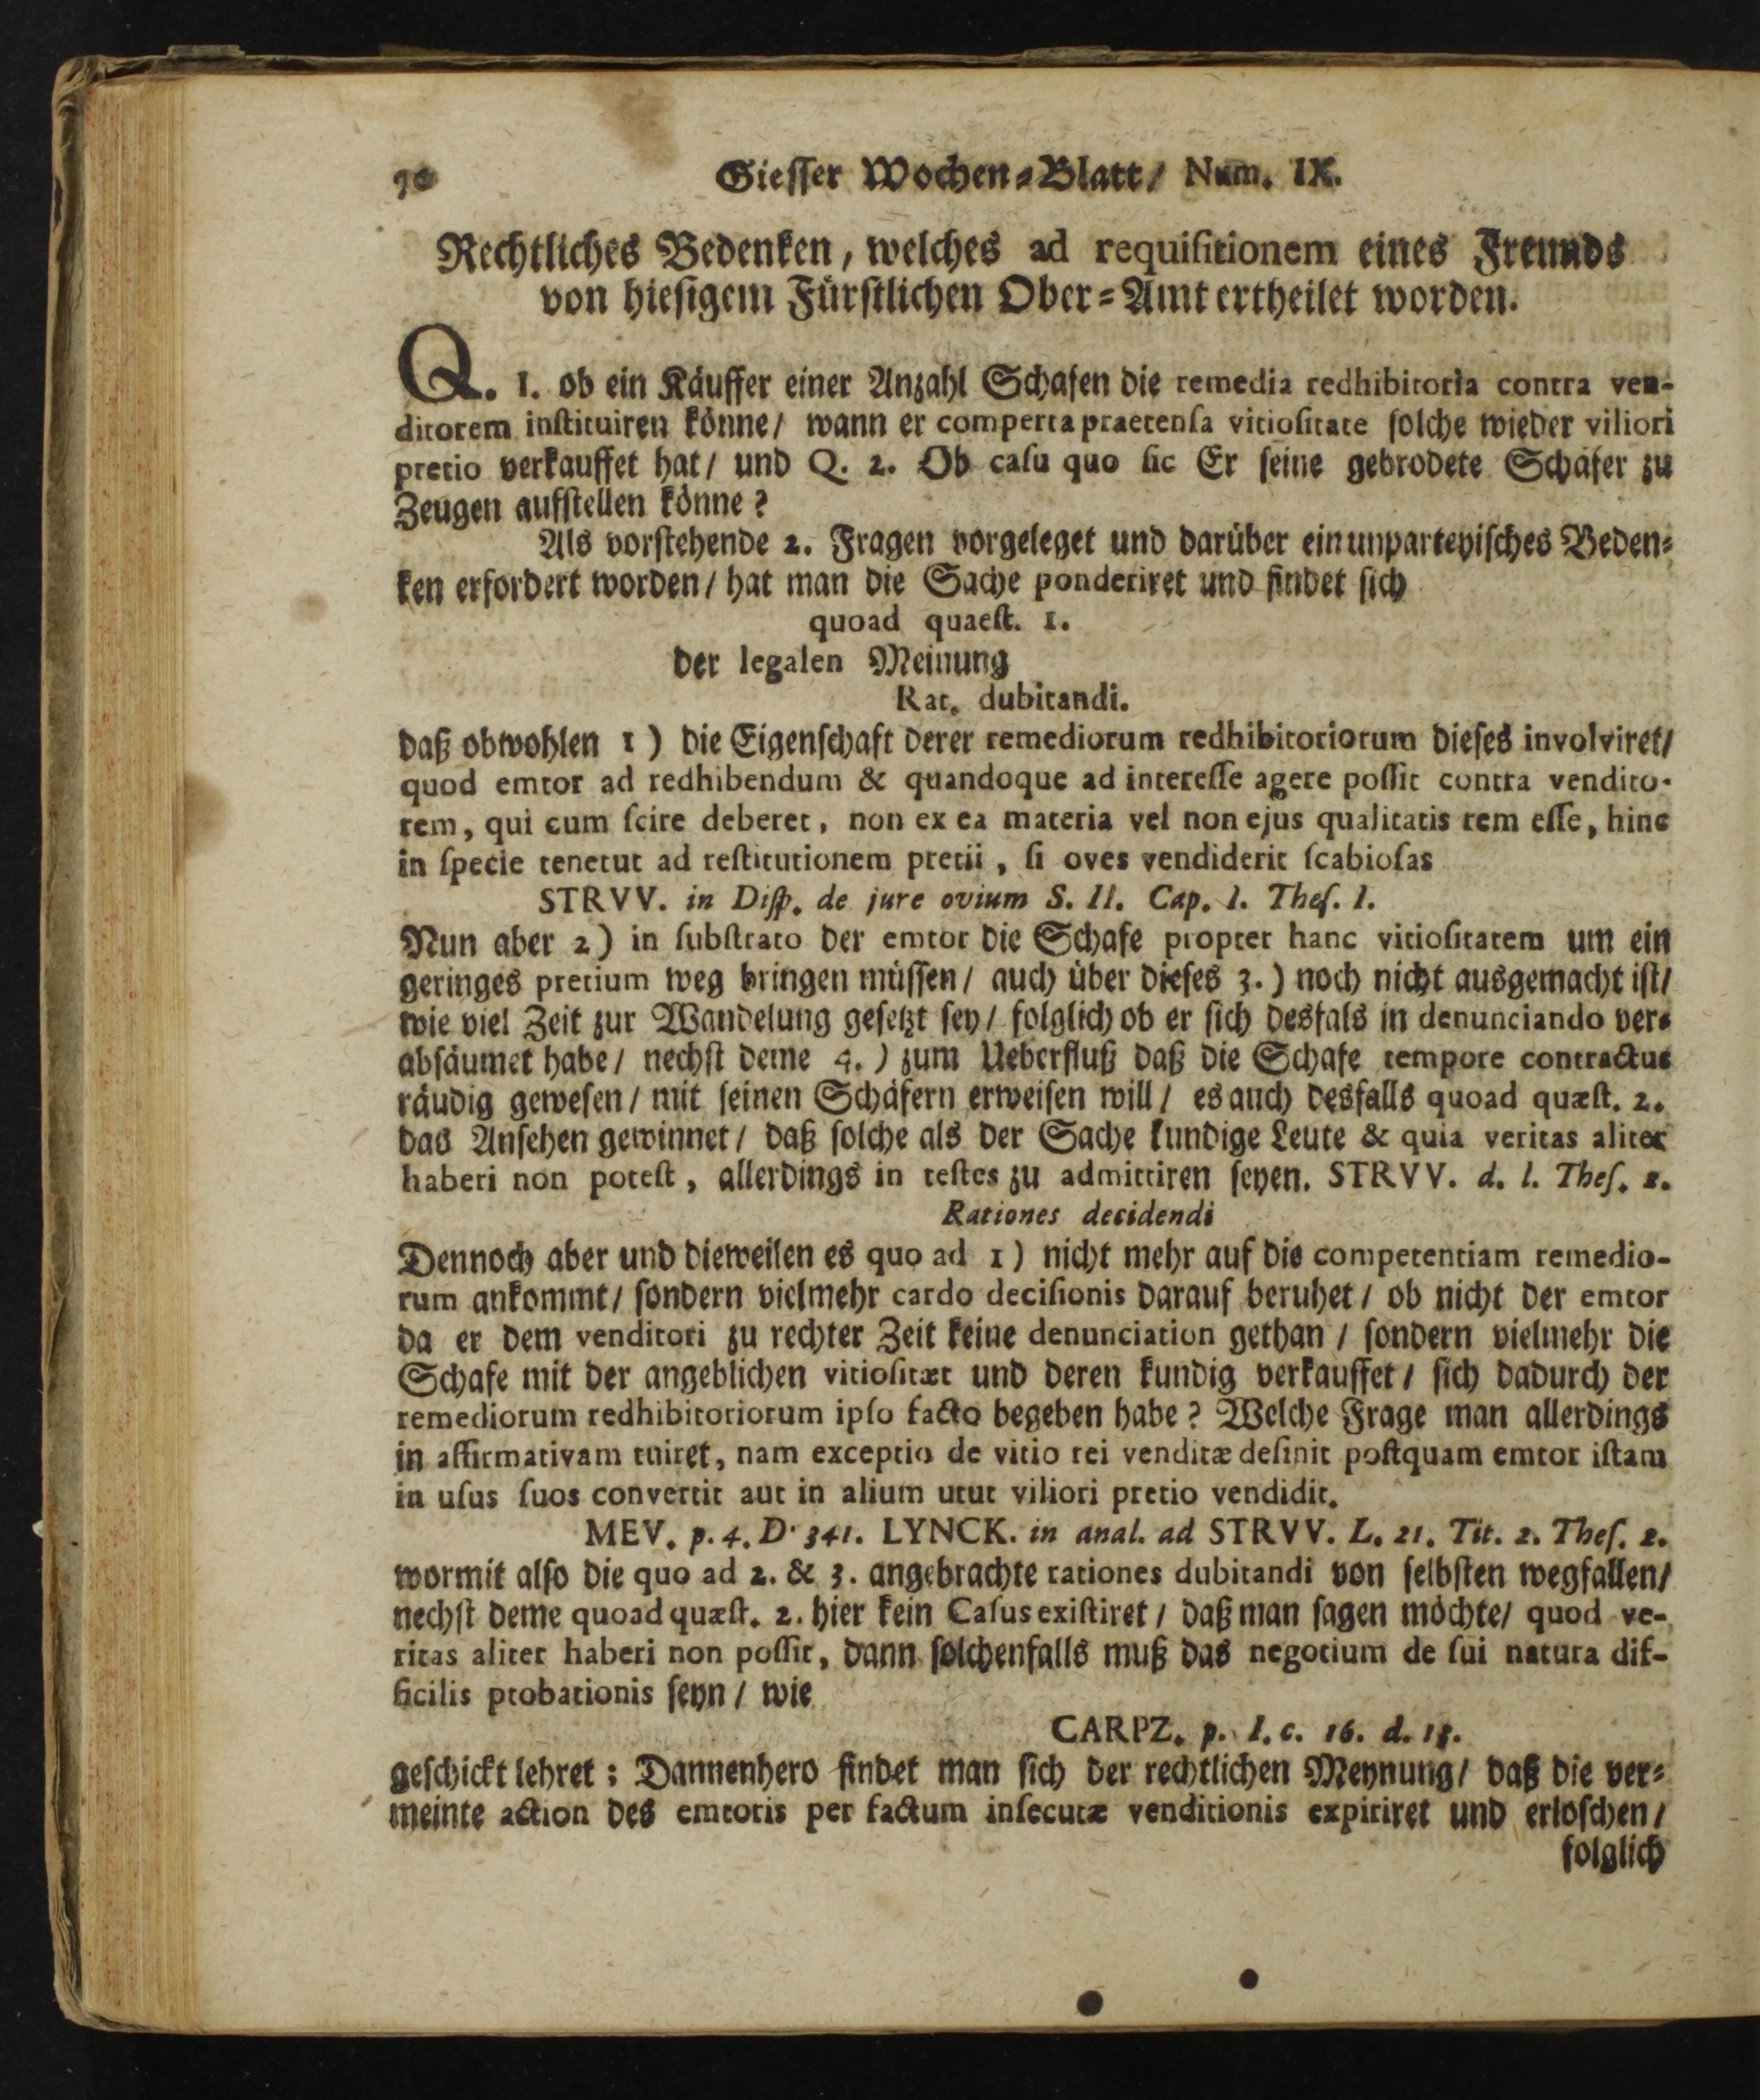 70 Giesser Wochen-Blatt/ Num. IX.
Rechtliches Bedenken, welches ad requisitionem eines Freunds
von hiesigem Fürstlichen Ober-Amt ertheilet worden.
Q. 1. ob ein Käuffer einer Anzahl Schafen die remedia redhibitoria contra ven-
ditorem instituiren könne/ wann er comperta praetensa vitiositate solche wieder viliori
pretio verkauffet hat/ und Q. 2. Ob casu quo sic Er seine gebrodete Schäfer zu
Zeugen aufstellen könne?
Als vorstehende 2. Fragen vorgeleget und darüber ein unparteyisches Beden-
ken erfordert worden/ hat man die Sache ponderiret und findet sich
quoad quaest. 1.
der legalen Meinung
Rat. dubitandi.
daß obwohlen 1) die Eigenschaft derer remediorum redhibitoriorum dieses involviret/
quod emtor ad redhibendum & quandoque ad interesse agere possit contra vendito-
rem, qui cum scire deberet, non ex ea materia vel non ejus qualitatis rem esse, hinc
in specie tenetut ad restitutionem pretii, si oves vendiderit scabiosas
STRVV. in Disp. de jure ovium S. II. Cap. I. Thes. I.
Nun aber 2) in substrato der emtor die Schafe propter hanc vitiositatem um ein
geringes pretium weg bringen müssen/ auch über dieses 3.) noch nicht ausgemacht ist/
wie viel Zeit zur Wandelung gesetzt sey/ folglich ob er sich desfals in denunciando ver-
absäumet habe/ nechst deme 4.) zum Ueberfluß daß die Schafe tempore contractus
räudig gewesen/ mit seinen Schäfern erweisen will/ es auch desfalls quoad quæst. 2.
das Ansehen gewinnet/ daß solche als der Sache kundige Leute & quia veritas aliter
haberi non potest, allerdings in testes zu admittiren seyen. STRVV. d. l. Thes. 2.
Rationes decidendi
Dennoch aber und dieweilen es quo ad 1) nicht mehr auf die competentiam remedio-
rum ankommt/ sondern vielmehr cardo decisionis darauf beruhet/ ob nicht der emtor
da er dem venditori zu rechter Zeit keine denunciation gethan/ sondern vielmehr die
Schafe mit der angeblichen vitiositæt und deren kundig verkauffet/ sich dadurch der
remediorum redhibitoriorum ipso facto begeben habe? Welche Frage man allerdings
in affirmativam tuiret, nam exceptio de vitio rei venditæ desinit postquam emtor istam
in usus suos convertit aut in alium utut viliori pretio vendidit.
MEV. p. 4. D. 341. LYNCK. in anal. ad STRVV. L. 21. Tit. 2. Thes. 2.
wormit also die quo ad 2. & 3. angebrachte rationes dubitandi von selbsten wegfallen/
nechst deme quoad quæst. 2. hier kein Casus existiret/ daß man sagen möchte/ quod ve-
ritas aliter haberi non possit, dann solchenfalls muß das negotium de sui natura dif-
ficilis probationis seyn/ wie
CARPZ. p. I. c. 16. d. 18.
geschickt lehret: Dannenhero findet man sich der rechtlichen Meynung/ daß die ver-
meinte action des emtoris per factum insecutæ venditionis expiriret und erloschen/
folglich